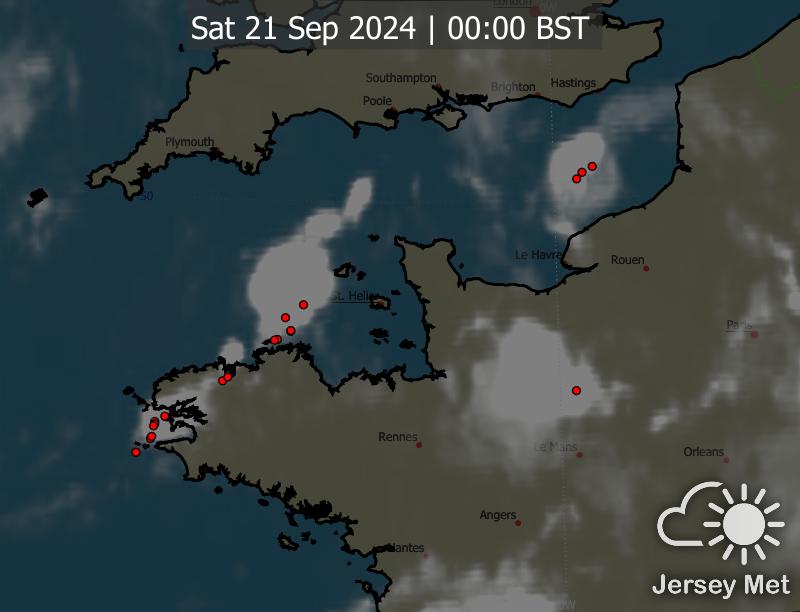 London
Sat 21 Sep 2024 | 00:00 BST
Southampton
Brighton
Hastings
Poole
Plymouth
50
Le Havre
Rouen
St. Helier
Paris
Rennes
Le Mans
Orleans
Angers
Nantes
Jersey Met